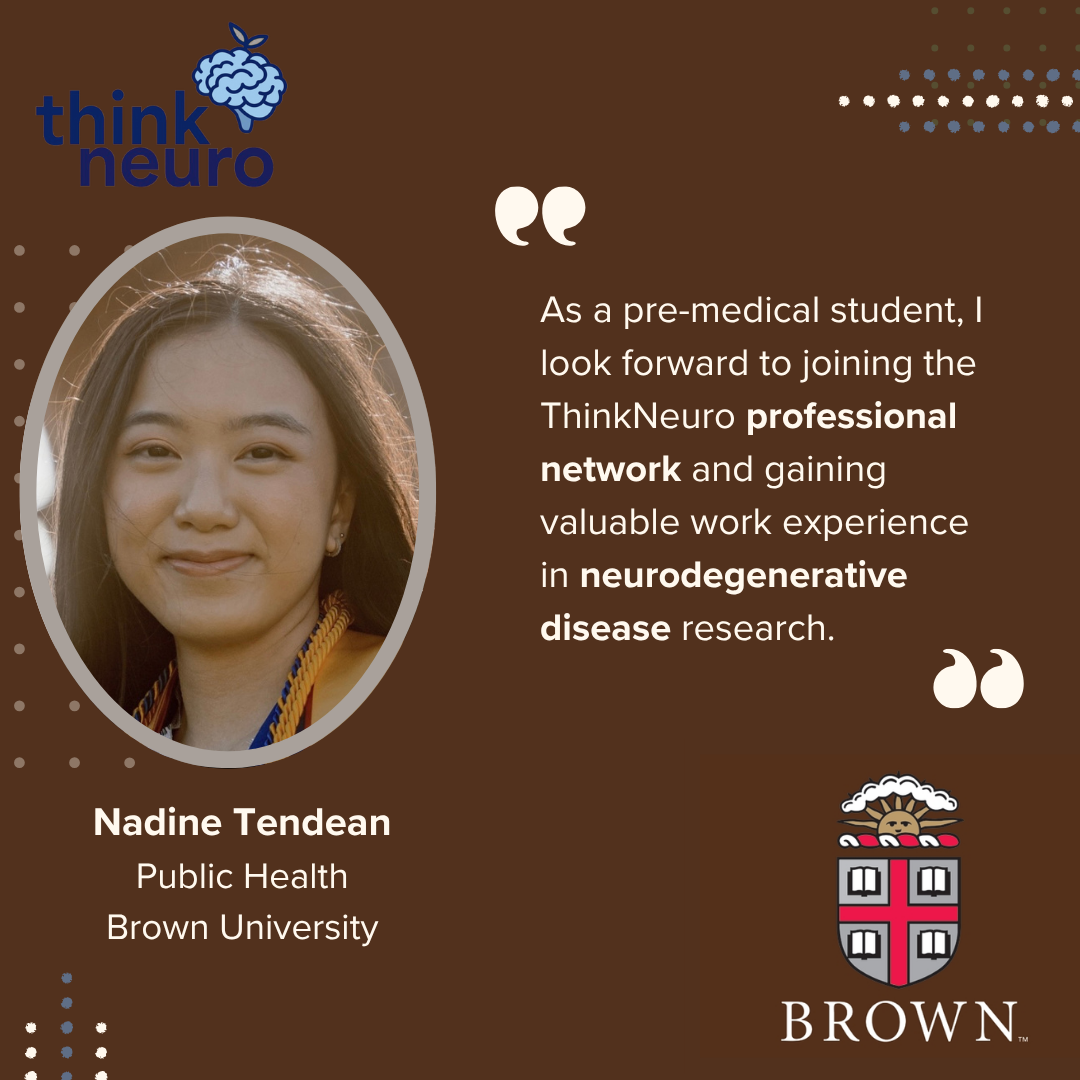 think
neuro
As a pre-medical student, I
look forward to joining the
ThinkNeuro professional
network and gaining
valuable work experience
in neurodegenerative
disease research.
Nadine Tendean
Public Health
Brown University
BROWN™